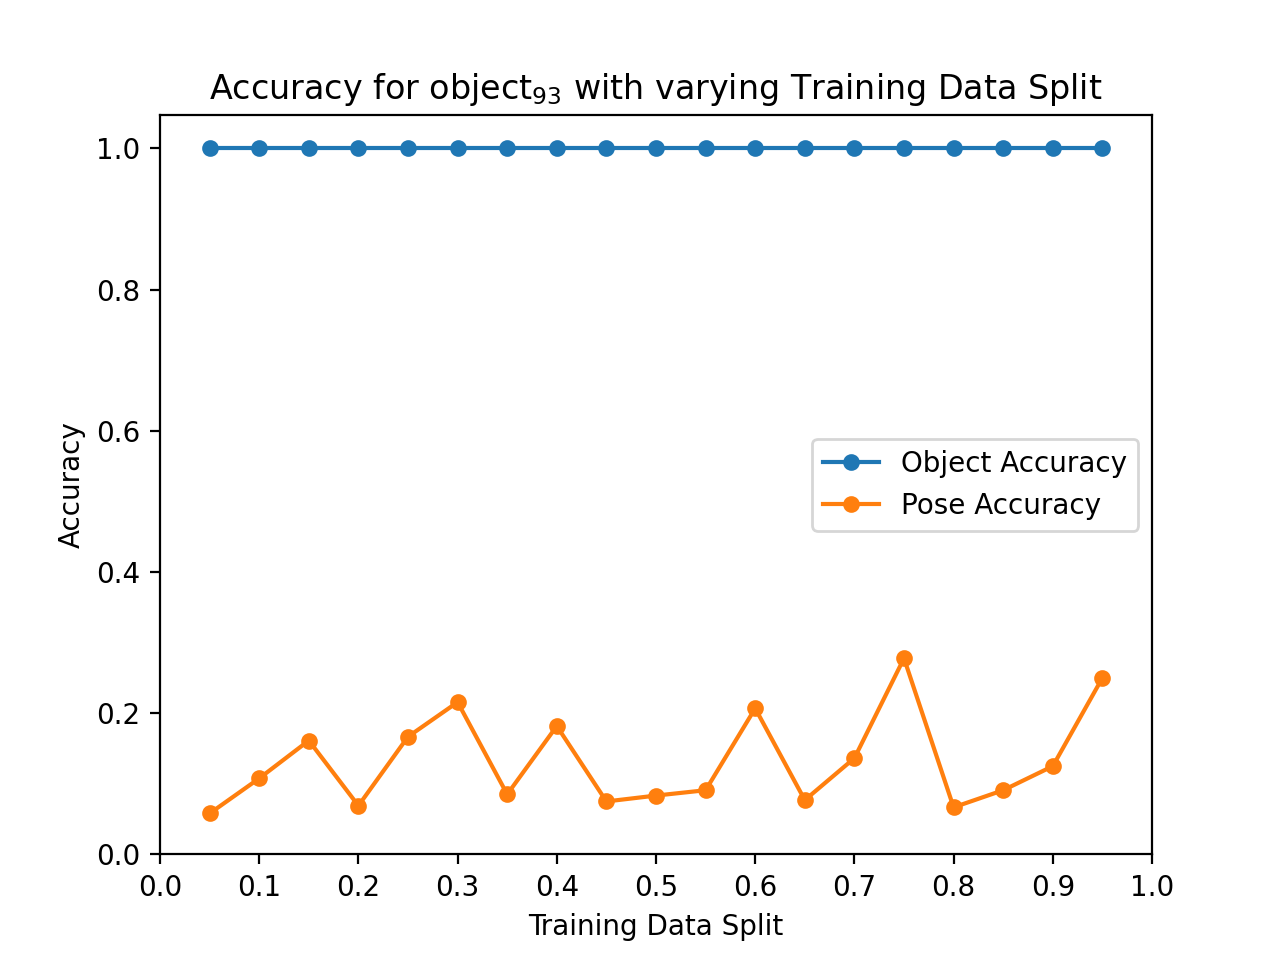 Accuracy for object₉₃ with varying Training Data Split
1.0
0.8
0.6
0.4
0.2
0.0
Accuracy
Object Accuracy
Pose Accuracy
0.0 0.1 0.2 0.3 0.4 0.5 0.6 0.7 0.8 0.9 1.0
Training Data Split